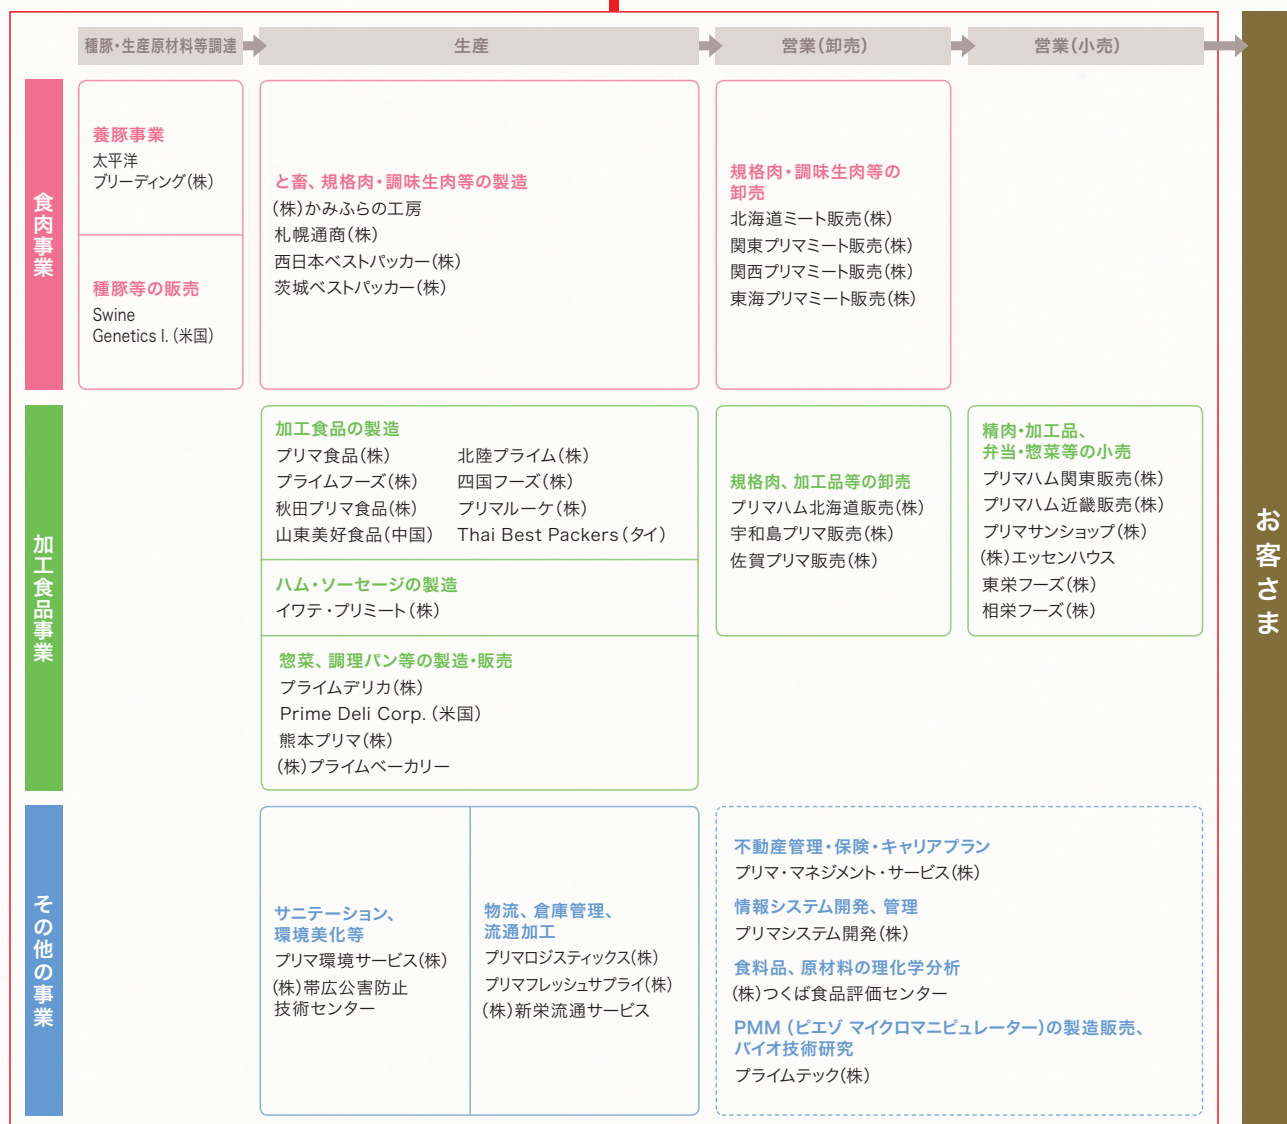 種豚・生産原材料等調達
生産
営業(卸売)
営業(小売)
食肉事業
養豚事業
太平洋
ブリーディング(株)
種豚等の販売
Swine
Genetics I. (米国)
と畜、規格肉・調味生肉等の製造
(株)かみふらの工房
札幌通商(株)
西日本ベストパッカー(株)
茨城ベストパッカー(株)
規格肉・調味生肉等の
卸売
北海道ミート販売(株)
関東プリマミート販売(株)
関西プリマミート販売(株)
東海プリマミート販売(株)
加工食品事業
加工食品の製造
プリマ食品(株)
プライムフーズ(株)
秋田プリマ食品(株)
山東美好食品(中国)
北陸プライム(株)
四国フーズ(株)
プリマルーケ(株)
Thai Best Packers (タイ)
ハム・ソーセージの製造
イワテ・プリミート(株)
惣菜、調理パン等の製造・販売
プライムデリカ(株)
Prime Deli Corp. (米国)
熊本プリマ(株)
(株)プライムベーカリー
規格肉、加工品等の卸売
プリマハム北海道販売(株)
宇和島プリマ販売(株)
佐賀プリマ販売(株)
精肉・加工品、
弁当・惣菜等の小売
プリマハム関東販売(株)
プリマハム近畿販売(株)
プリマサンショップ(株)
(株)エッセンハウス
東栄フーズ(株)
相栄フーズ(株)
その他の事業
サニテーション、
環境美化等
プリマ環境サービス(株)
(株)帯広公害防止
技術センター
物流、倉庫管理、
流通加工
プリマロジスティックス(株)
プリマフレッシュサプライ(株)
(株)新栄流通サービス
不動産管理・保険・キャリアプラン
プリマ・マネジメント・サービス(株)
情報システム開発、管理
プリマシステム開発(株)
食料品、原材料の理化学分析
(株)つくば食品評価センター
PMM (ピエゾ マイクロマニピュレーター)の製造販売、
バイオ技術研究
プライムテック(株)
お客さま